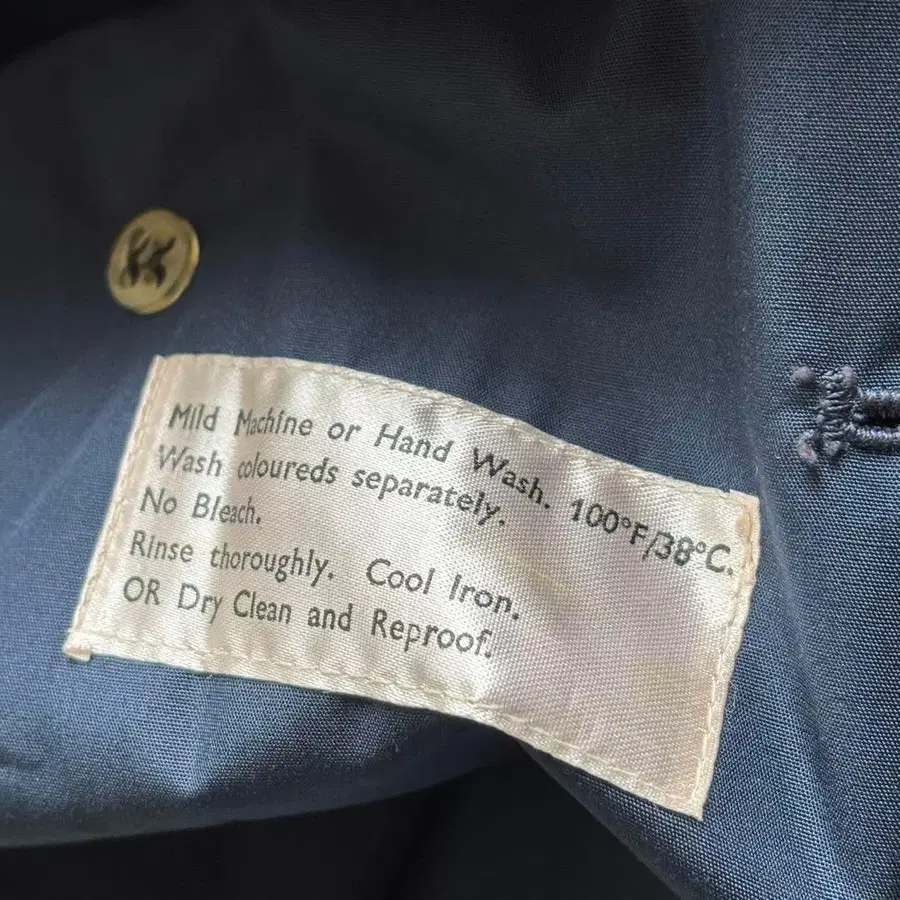 Mild Machine or Hand Wash. 100°F/38°C.
Wash coloureds separately.
No Bleach.
Rinse thoroughly. Cool Iron.
OR Dry Clean and Reproof.